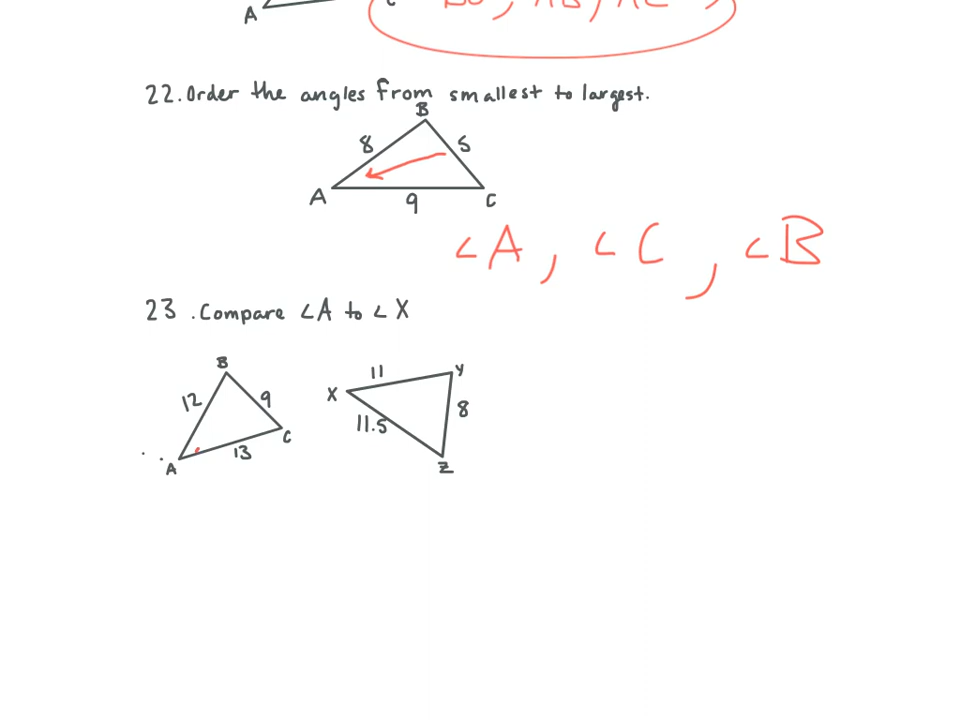 A
22. Order the angles from smallest to largest.
B
8
5
A
9
C
∠A, ∠C, ∠B
23. Compare ∠A to ∠X
B
12
9
C
13
A
X
11
Y
8
11.5
Z